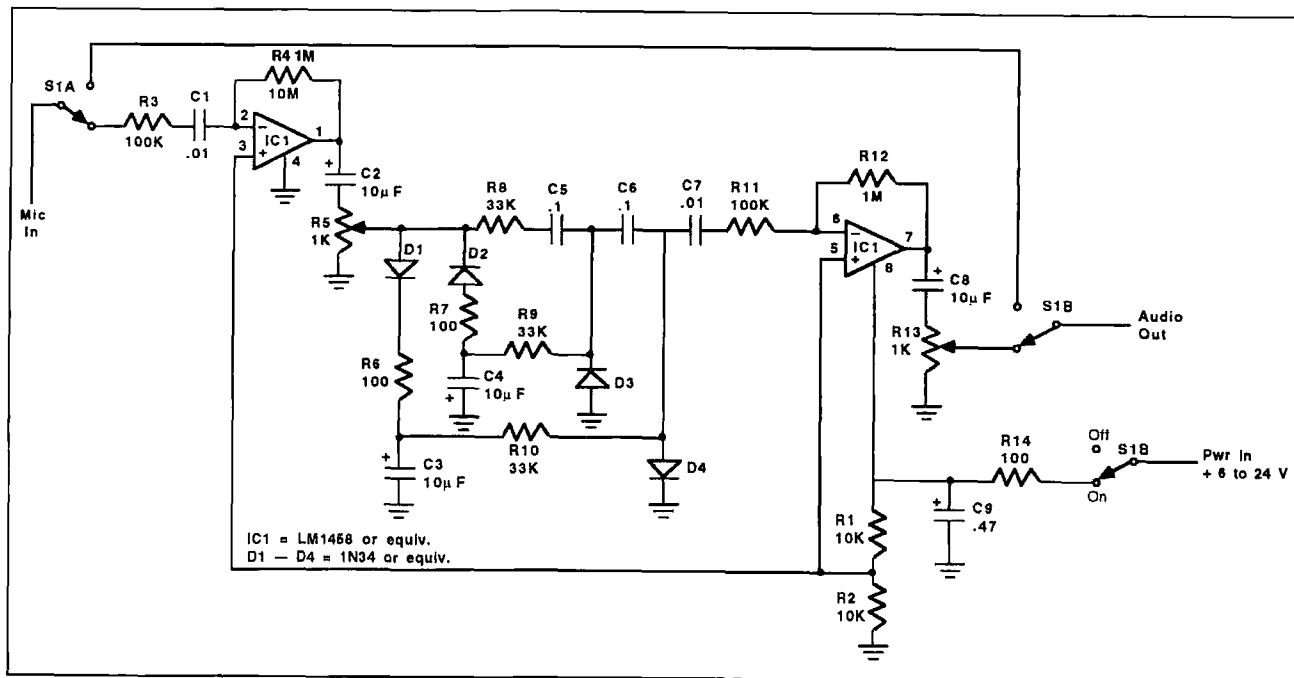 R4 1M
10M
S1A
R3
100K
C1
.01
2
3
IC1
1
4
Mic
In
C2
10μF
R5
1K
D1
D2
R7
100
R6
100
R8
33K
C5
.1
C6
.1
C7
.01
R11
100K
R9
33K
C4
10μF
D3
R10
33K
C3
10μF
D4
R12
1M
6
5
IC1
7
8
C8
10μF
R13
1K
S1B
Audio
Out
R14
100
Off
On
S1B
Pwr In
+ 6 to 24 V
C9
.47
R1
10K
R2
10K
IC1 = LM1458 or equiv.
D1 — D4 = 1N34 or equiv.
+
+
+
+
+
+
+
−
−